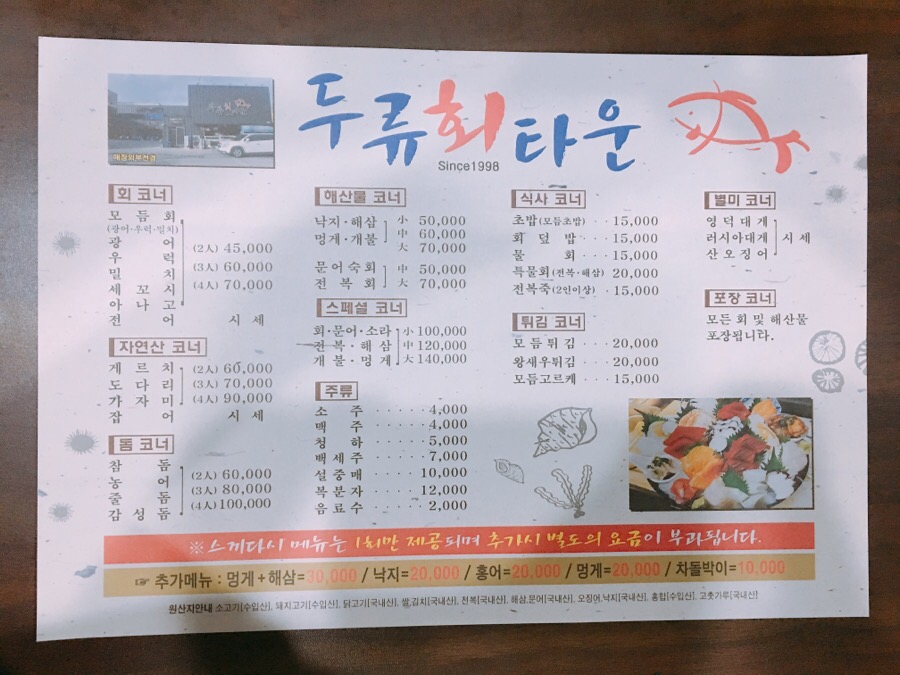 두류회타운
Since1998
매장외부전경
회 코너
모 듬 회
(광어·우럭·밀치)
광 어
우 럭
밀 치
세 꼬 시
아 나 고
(2人) 45,000
(3人) 60,000
(4人) 70,000
전 어 시 세
자연산 코너
게 르 치
도 다 리
가 자 미
(2人) 60,000
(3人) 70,000
(4人) 90,000
잡 어 시 세
돔 코너
참 돔
농 어
줄 돔
감 성 돔
(2人) 60,000
(3人) 80,000
(4人) 100,000
해산물 코너
낙지·해삼
멍게·개불
小 50,000
中 60,000
大 70,000
문어숙회
전 복 회
中 50,000
大 70,000
스페셜 코너
회·문어·소라
전 복·해 삼
개 불·멍 게
小 100,000
中 120,000
大 140,000
주류
소 주 ····· 4,000
맥 주 ····· 4,000
청 하 ····· 5,000
백 세 주 ···· 7,000
설 중 매 ···· 10,000
복 분 자 ···· 12,000
음 료 수 ···· 2,000
식사 코너
초밥(모듬초밥) ·· 15,000
회 덮 밥 ··· 15,000
물 회 ··· 15,000
특물회(전복·해삼) 20,000
전복죽(2인이상) · 15,000
튀김 코너
모 듬 튀 김 ·· 20,000
왕새우튀김 ·· 20,000
모듬고르케 ·· 15,000
별미 코너
영 덕 대 게
러시아대게
산 오 징 어
시 세
포장 코너
모든 회 및 해산물
포장됩니다.
※ 스끼다시 메뉴는 1회만 제공되며 추가시 별도의 요금이 부과됩니다.
☞ 추가메뉴 : 멍게+해삼=30,000 / 낙지=20,000 / 홍어=20,000 / 멍게=20,000 / 차돌박이=10,000
원산지안내 소고기[수입산], 돼지고기[수입산], 닭고기[국내산], 쌀,김치[국내산], 전복[국내산], 해삼,문어[국내산], 오징어,낙지[국내산], 홍합[수입산], 고춧가루[국내산]